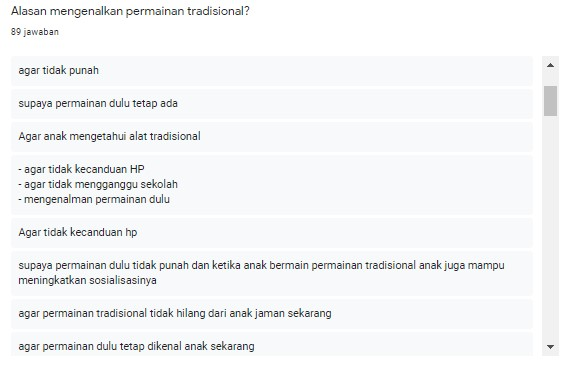 Alasan mengenalkan permainan tradisional?
89 jawaban
agar tidak punah
supaya permainan dulu tetap ada
Agar anak mengetahui alat tradisional
- agar tidak kecanduan HP
- agar tidak mengganggu sekolah
- mengenalman permainan dulu
Agar tidak kecanduan hp
supaya permainan dulu tidak punah dan ketika anak bermain permainan tradisional anak juga mampu
meningkatkan sosialisasinya
agar permainan tradisional tidak hilang dari anak jaman sekarang
agar permainan dulu tetap dikenal anak sekarang